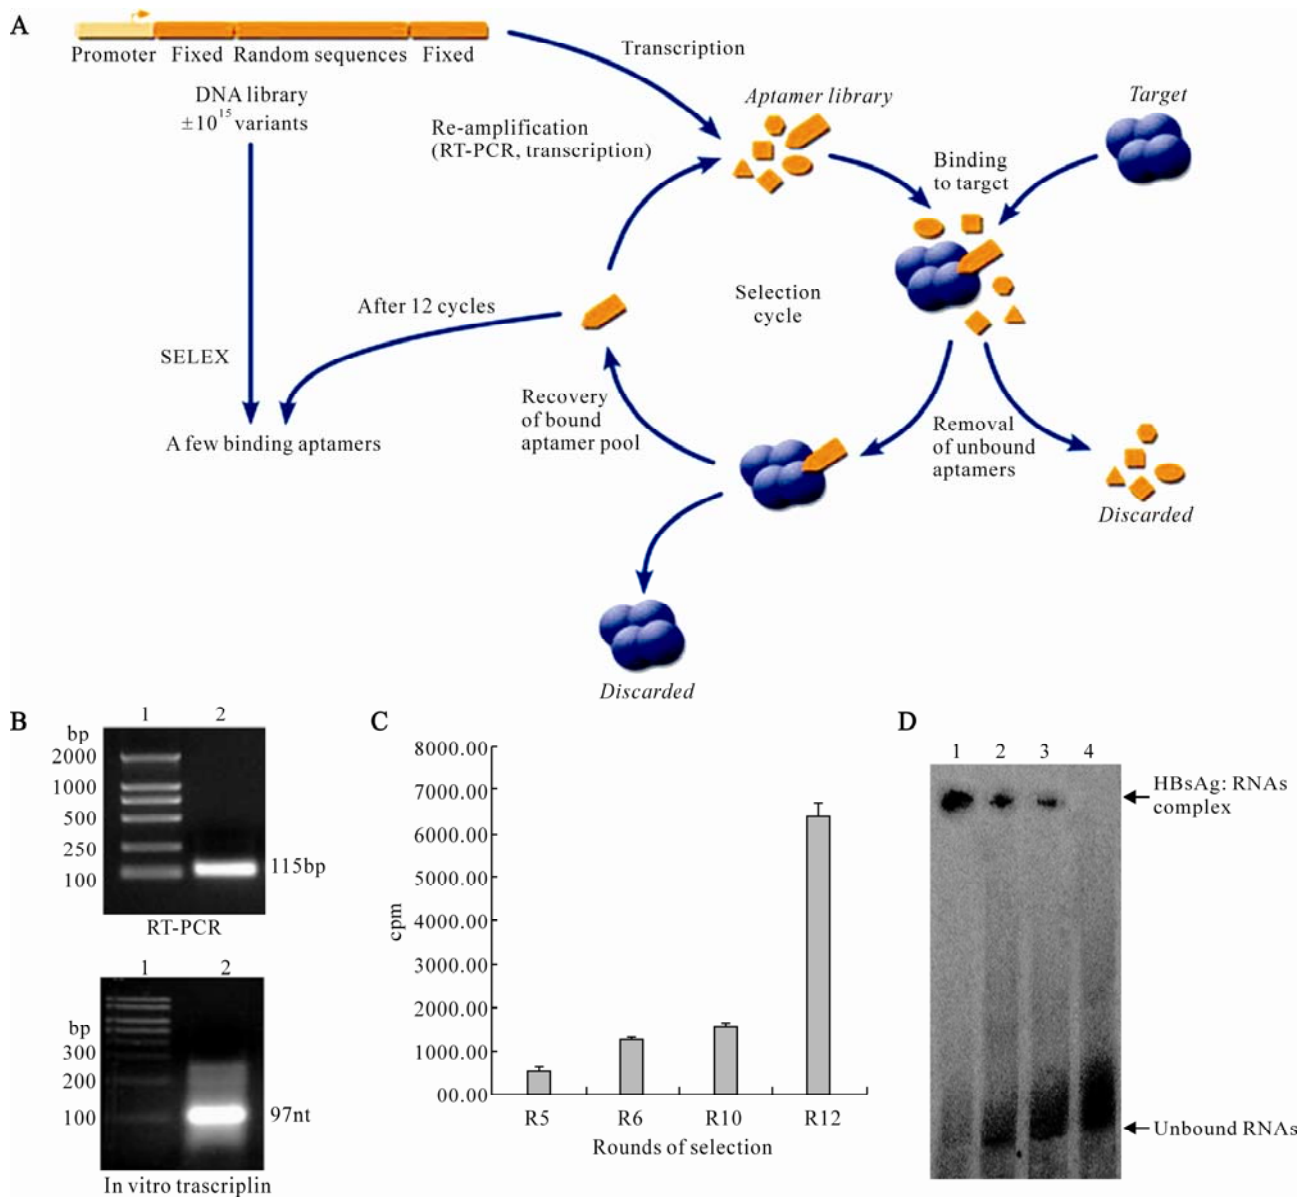 A
Promoter Fixed Random sequences Fixed
DNA library
±10^15 variants
Transcription
Aptamer library
Target
Re-amplification
(RT-PCR, transcription)
Binding
to target
Selection
cycle
After 12 cycles
SELEX
A few binding aptamers
Recovery
of bound
aptamer pool
Removal
of unbound
aptamers
Discarded
Discarded
B
1 2
bp
2000
1000
500
250
100
115bp
RT-PCR
1 2
bp
300
200
100
97nt
In vitro trascriplin
C
8000.00
7000.00
6000.00
5000.00
4000.00
3000.00
2000.00
1000.00
00.00
cpm
R5 R6 R10 R12
Rounds of selection
D
1 2 3 4
HBsAg: RNAs
complex
Unbound RNAs